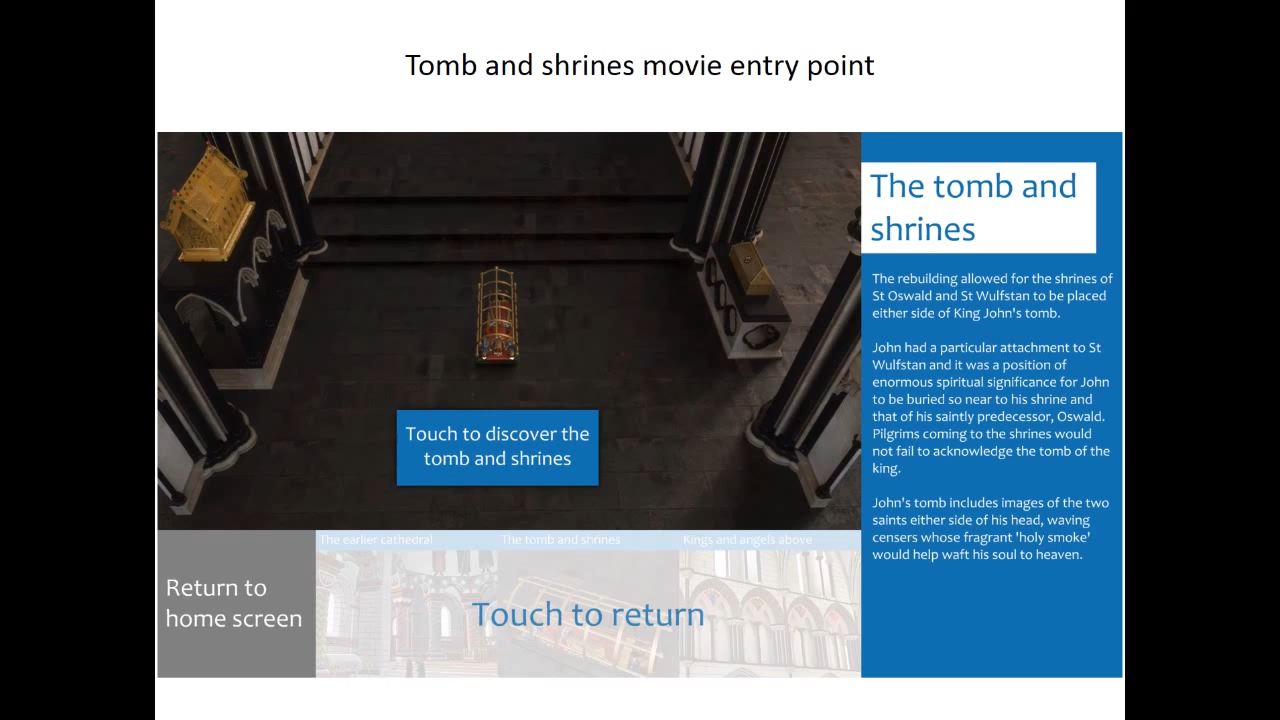 Tomb and shrines movie entry point
The tomb and
shrines
The rebuilding allowed for the shrines of
St Oswald and St Wulfstan to be placed
either side of King John's tomb.
John had a particular attachment to St
Wulfstan and it was a position of
enormous spiritual significance for John
to be buried so near to his shrine and
that of his saintly predecessor, Oswald.
Pilgrims coming to the shrines would
not fail to acknowledge the tomb of the
king.
John's tomb includes images of the two
saints either side of his head, waving
censers whose fragrant 'holy smoke'
would help waft his soul to heaven.
Touch to discover the
tomb and shrines
The earlier cathedral
The tomb and shrines
Kings and angels above
Return to
home screen
Touch to return